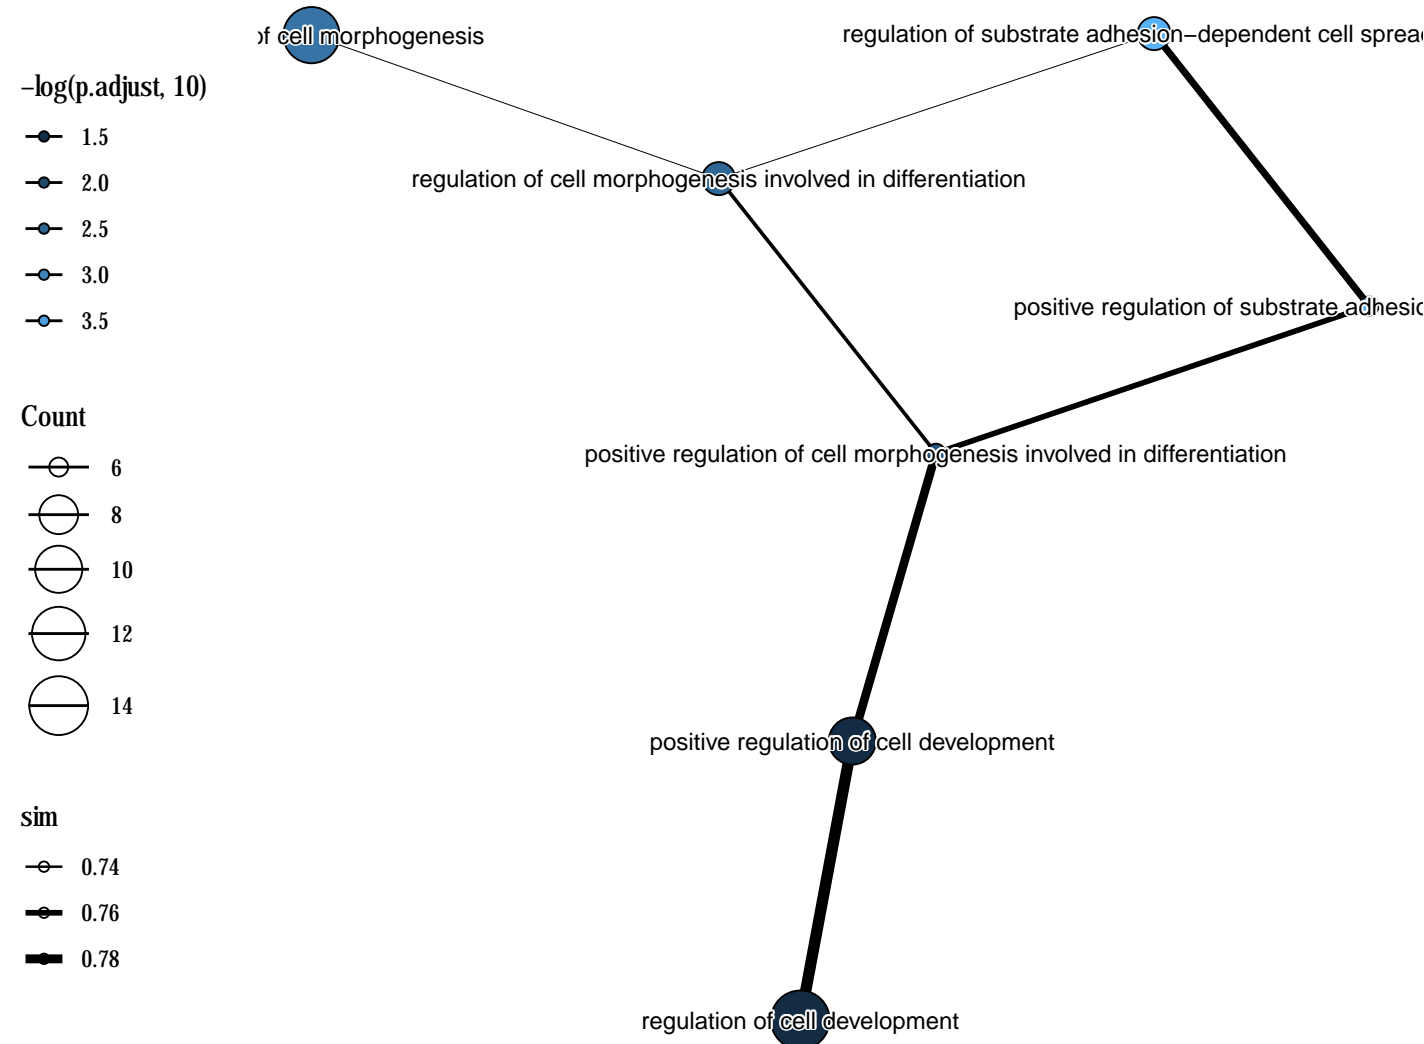 of cell morphogenesis
regulation of substrate adhesion−dependent cell sprea
−log(p.adjust, 10)
1.5
2.0
2.5
3.0
3.5
regulation of cell morphogenesis involved in differentiation
positive regulation of substrate adhesio
Count
6
8
10
12
14
positive regulation of cell morphogenesis involved in differentiation
positive regulation of cell development
sim
0.74
0.76
0.78
regulation of cell development